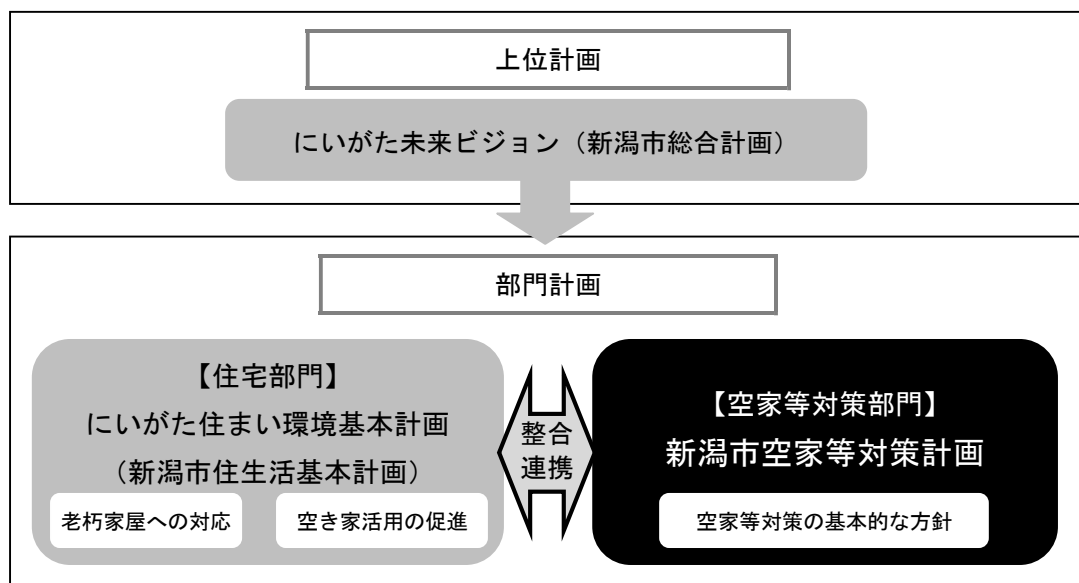 上位計画
にいがた未来ビジョン（新潟市総合計画）
部門計画
【住宅部門】
にいがた住まい環境基本計画
（新潟市住生活基本計画）
老朽家屋への対応
空き家活用の促進
整合
連携
【空家等対策部門】
新潟市空家等対策計画
空家等対策の基本的な方針